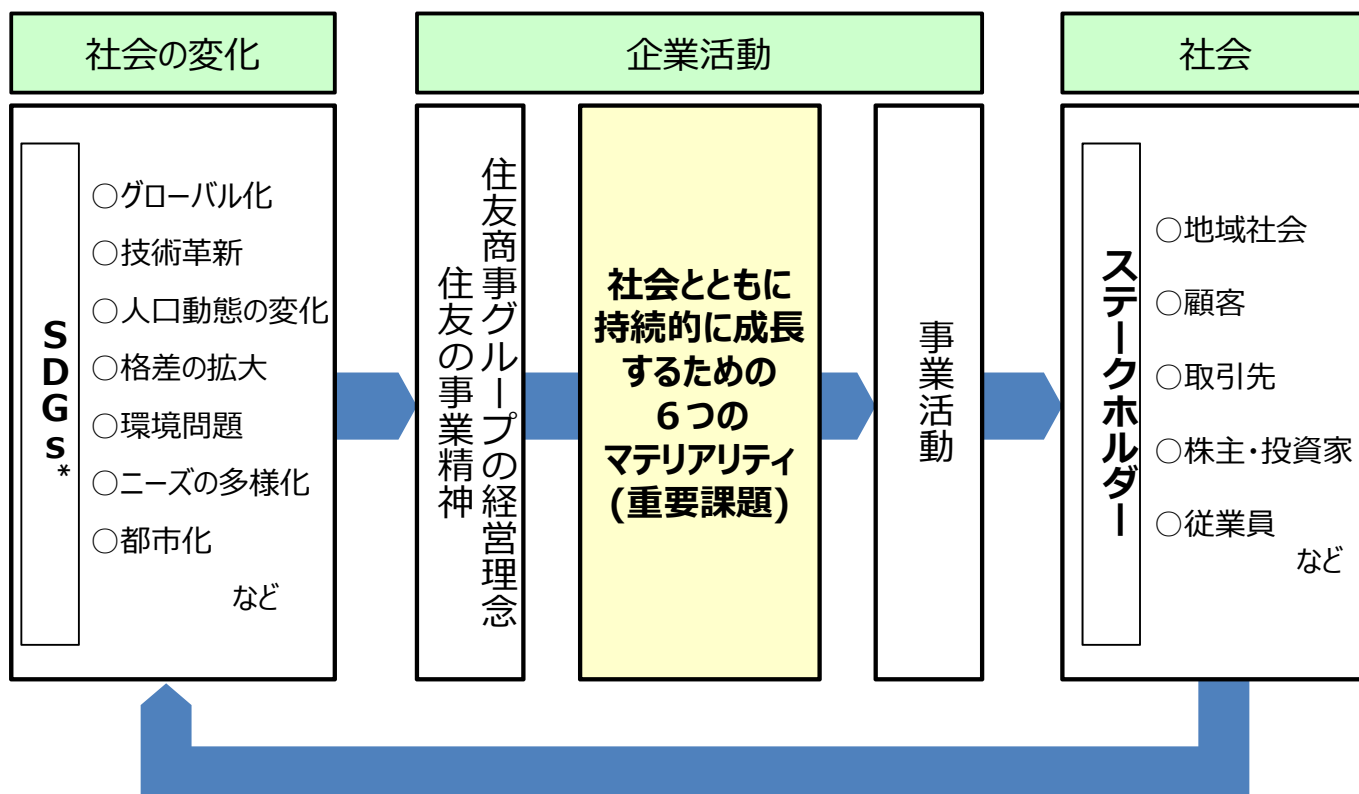 社会の変化
SDGs*
○グローバル化
○技術革新
○人口動態の変化
○格差の拡大
○環境問題
○ニーズの多様化
○都市化
など
企業活動
住友商事グループの経営理念
住友の事業精神
社会とともに
持続的に成長
するための
６つの
マテリアリティ
(重要課題)
事業活動
社会
ステークホルダー
○地域社会
○顧客
○取引先
○株主・投資家
○従業員
など